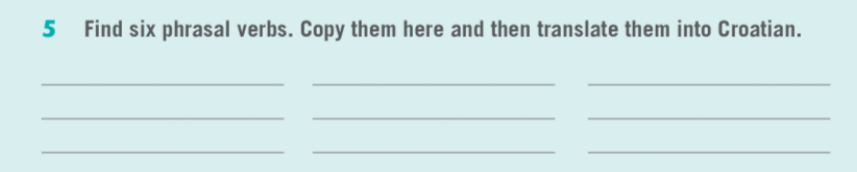 5 Find six phrasal verbs. Copy them here and then translate them into Croatian.